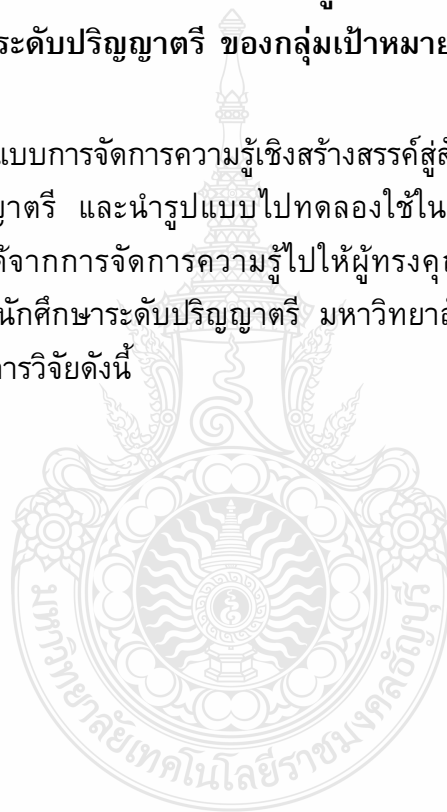 ระดับปริญญาตรี ของกลุ่มเป้าหมาย
แบบการจัดการความรู้เชิงสร้างสรรค์สู่
ญาตรี และนำรูปแบบไปทดลองใช้ใน
จากการจัดการความรู้ไปให้ผู้ทรงคุณ
นักศึกษาระดับปริญญาตรี มหาวิทยา
การวิจัยดังนี้
มหาวิทยาลัยเทคโนโลยีราชมงคลธัญบุรี